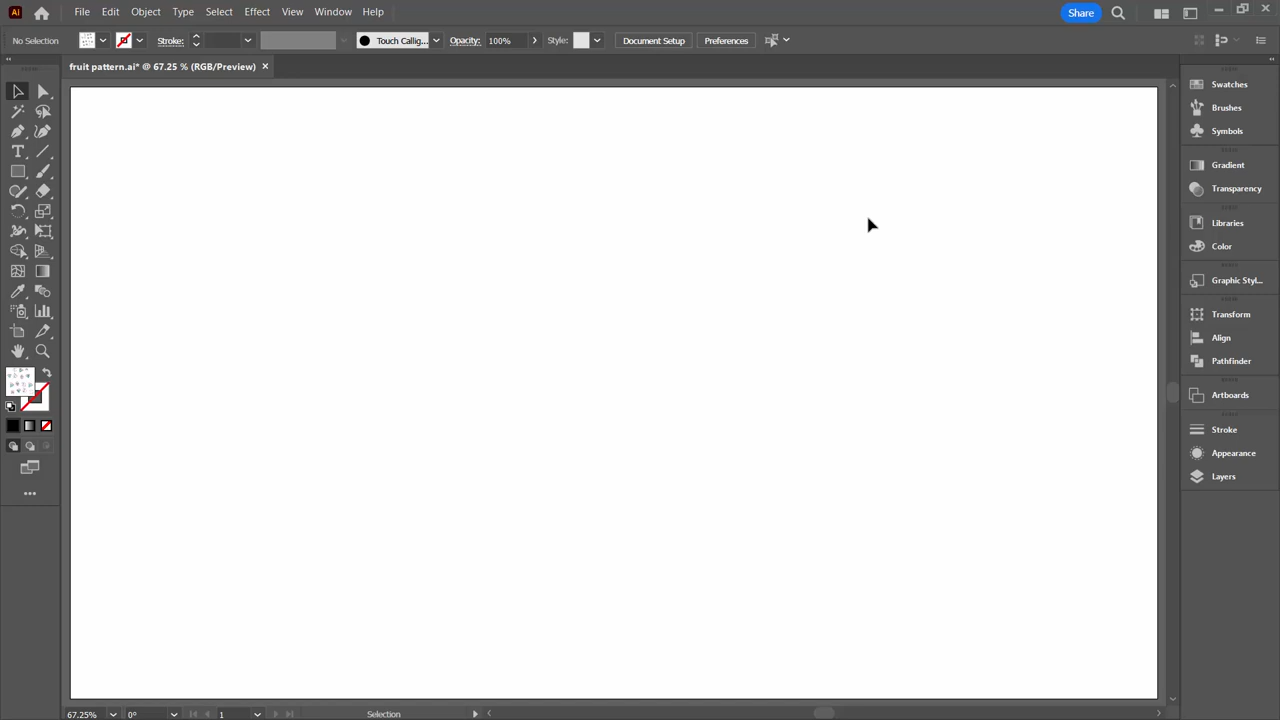 Ai File Edit Object Type Select Effect View Window Help Share
No Selection Stroke: Touch Callig... Opacity: 100% Style: Document Setup Preferences
fruit pattern.ai* @ 67.25 % (RGB/Preview) ×
Swatches
Brushes
Symbols
Gradient
Transparency
Libraries
Color
Graphic Styl...
Transform
Align
Pathfinder
Artboards
Stroke
Appearance
Layers
67.25% 0° 1 Selection